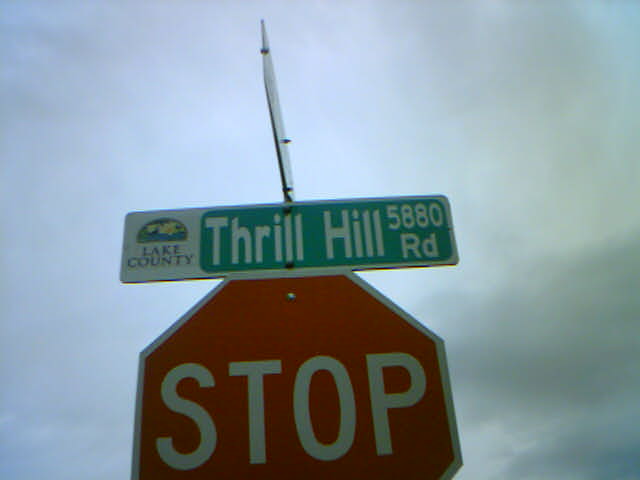 LAKE
COUNTY
Thrill Hill Rd
5880
STOP